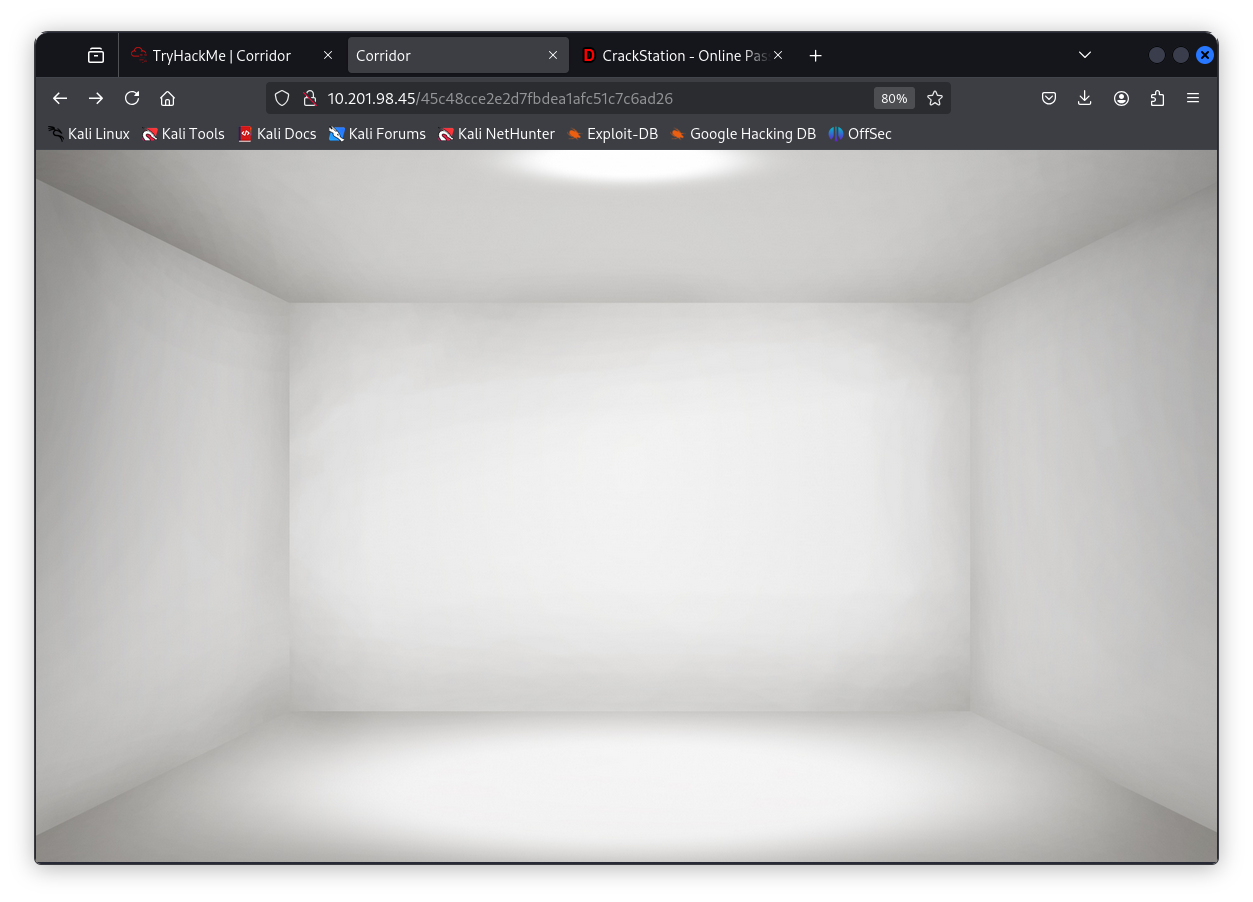 TryHackMe | Corridor
Corridor
CrackStation - Online Pas
10.201.98.45/45c48cce2e2d7fbdea1afc51c7c6ad26
80%
Kali Linux Kali Tools Kali Docs Kali Forums Kali NetHunter Exploit-DB Google Hacking DB OffSec